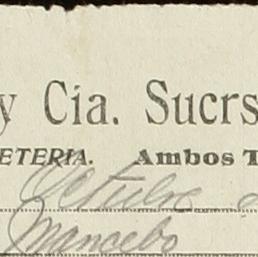 y Cía. Sucrs
ETERIA. Ambos T
Octubre
Mancebo